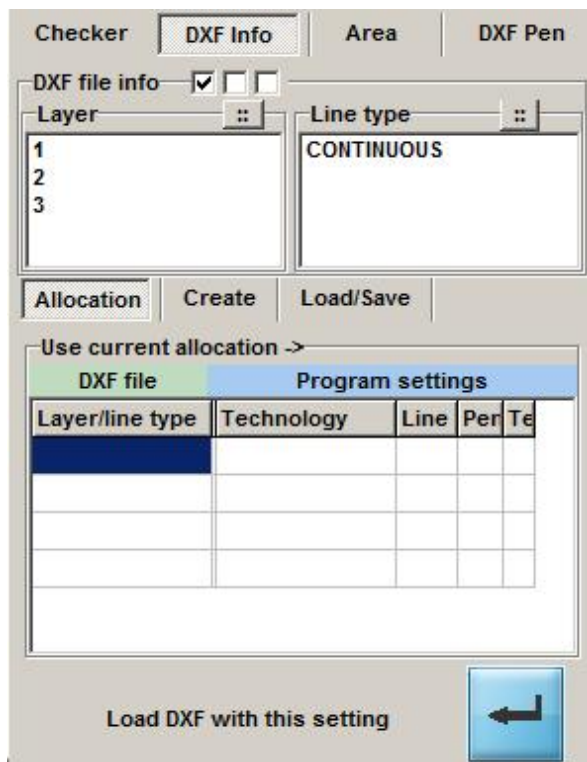 Checker DXF Info Area DXF Pen
DXF file info
Layer :: Line type ::
1 CONTINUOUS
2
3
Allocation Create Load/Save
Use current allocation ->
DXF file Program settings
Layer/line type Technology Line Pen Te
Load DXF with this setting